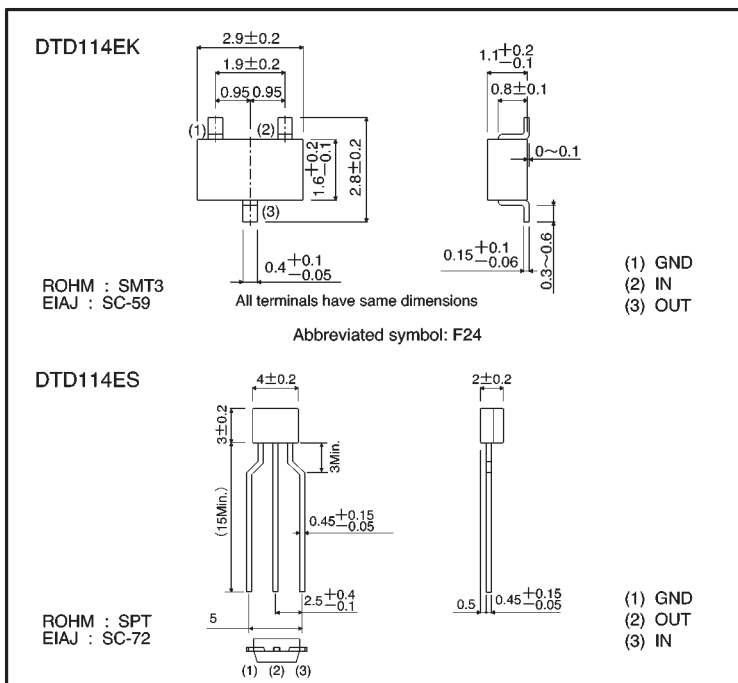 DTD114EK
2.9±0.2
1.9±0.2
0.95 0.95
(1) (2)
(3)
1.6 +0.2 −0.1
2.8±0.2
0.4 +0.1 −0.05
1.1 +0.2 −0.1
0.8±0.1
0~0.1
0.15 +0.1 −0.06
0.3~0.6
ROHM : SMT3
EIAJ : SC-59
All terminals have same dimensions
(1) GND
(2) IN
(3) OUT
Abbreviated symbol: F24
DTD114ES
4±0.2
2±0.2
3±0.2
3Min.
(15Min.)
0.45 +0.15 −0.05
2.5 +0.4 −0.1
5
0.5
0.45 +0.15 −0.05
ROHM : SPT
EIAJ : SC-72
(1) (2) (3)
(1) GND
(2) OUT
(3) IN